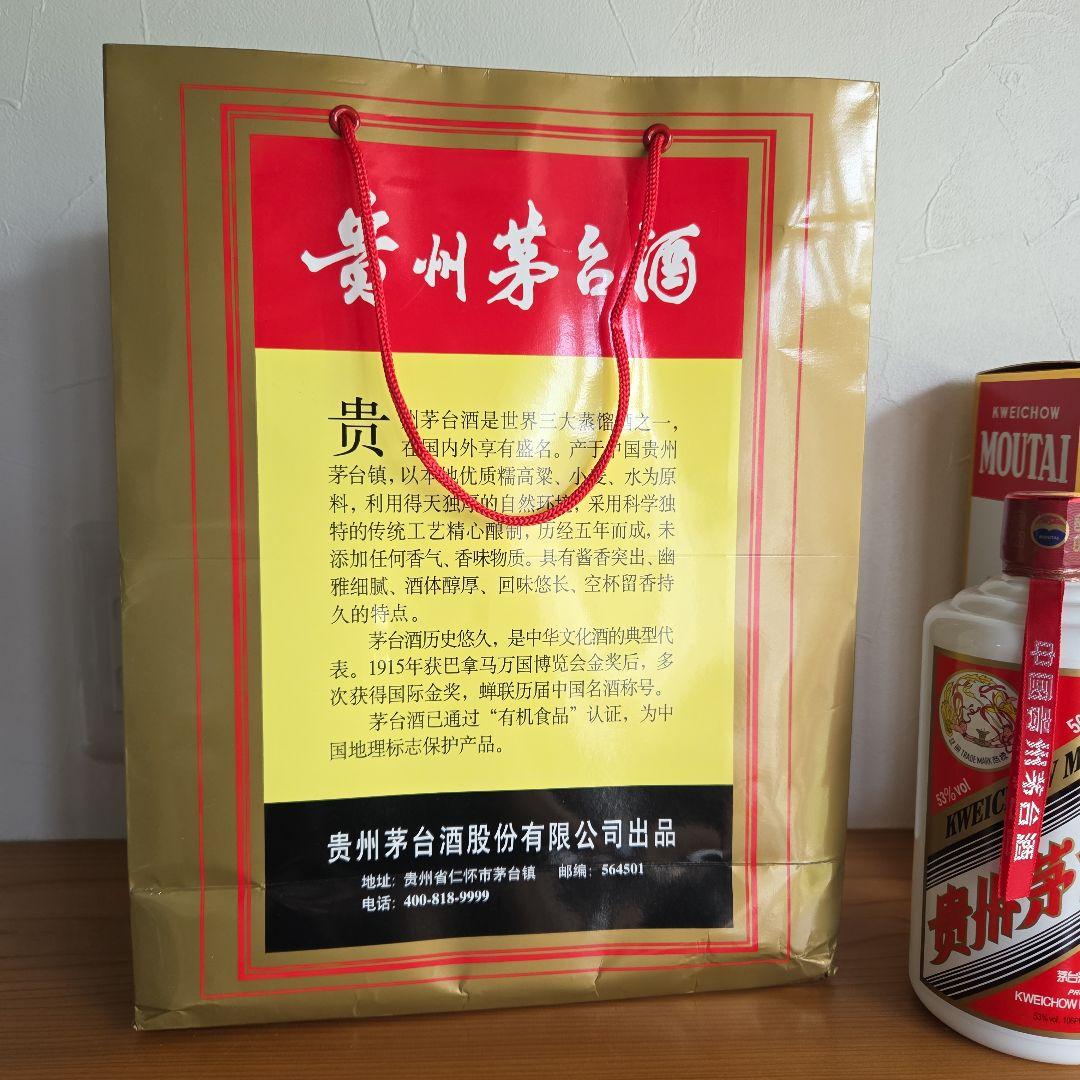 贵州茅台酒
贵州茅台酒是世界三大蒸馏酒之一，
在国内外享有盛名。产于中国贵州
茅台镇，以本地优质糯高粱、小麦、水为原
料，利用得天独厚的自然环境，采用科学独
特的传统工艺精心酿制，历经五年而成，未
添加任何香气、香味物质。具有酱香突出、幽
雅细腻、酒体醇厚、回味悠长、空杯留香持
久的特点。
茅台酒历史悠久，是中华文化酒的典型代
表。1915年获巴拿马万国博览会金奖后，多
次获得国际金奖，蝉联历届中国名酒称号。
茅台酒已通过“有机食品”认证，为中
国地理标志保护产品。
贵州茅台酒股份有限公司出品
地址：贵州省仁怀市茅台镇 邮编：564501
电话：400-818-9999
KWEICHOW
MOUTAI
中国贵州茅台酒
TRADE MARK
53%vol
贵州茅
KWEICHOW
53% vol